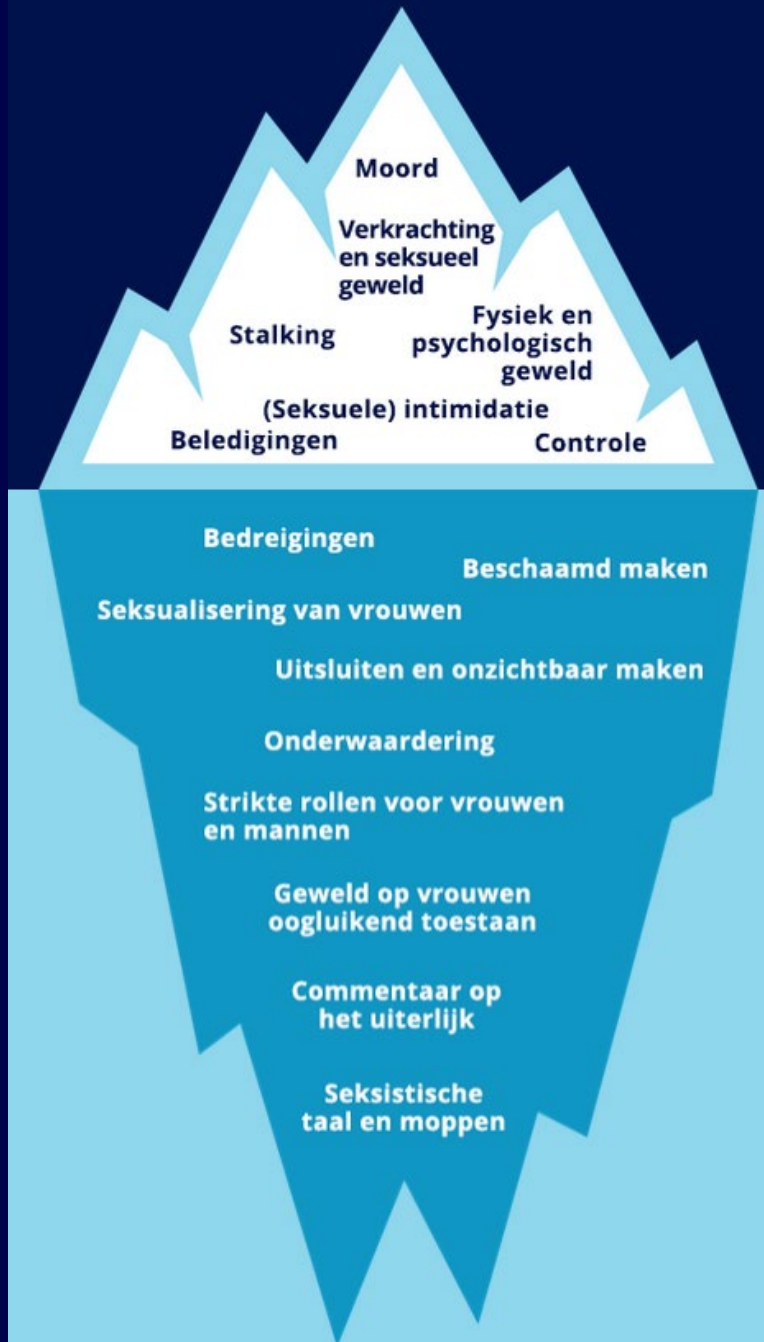 Moord
Verkrachting
en seksueel
geweld
Stalking
Fysiek en
psychologisch
geweld
(Seksuele) intimidatie
Beledigingen
Controle
Bedreigingen
Beschaamd maken
Seksualisering van vrouwen
Uitsluiten en onzichtbaar maken
Onderwaardering
Strikte rollen voor vrouwen
en mannen
Geweld op vrouwen
oogluikend toestaan
Commentaar op
het uiterlijk
Seksistische
taal en moppen